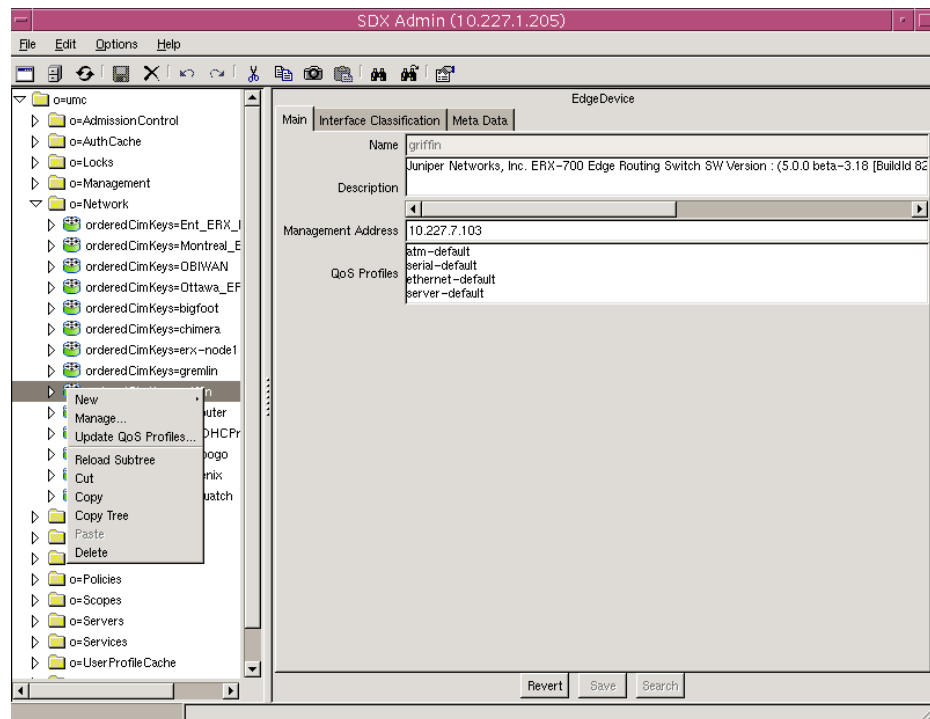 SDX Admin (10.227.1.205)
File Edit Options Help
o=umc
o=AdmissionControl
o=AuthCache
o=Locks
o=Management
o=Network
orderedCimKeys=Ent_ERX_
orderedCimKeys=Montreal_E
orderedCimKeys=OBIWAN
orderedCimKeys=Ottawa_EF
orderedCimKeys=bigfoot
orderedCimKeys=chimera
orderedCimKeys=erx-node1
orderedCimKeys=gremlin
New
Manage...
Update QoS Profiles...
Reload Subtree
Cut
Copy
Copy Tree
Paste
Delete
uter
DHCPr
pogo
enix
uatch
o=Policies
o=Scopes
o=Servers
o=Services
o=UserProfileCache
EdgeDevice
Main Interface Classification Meta Data
Name griffin
Description Juniper Networks, Inc. ERX-700 Edge Routing Switch SW Version : (5.0.0 beta-3.18 [BuildId 82
Management Address 10.227.7.103
QoS Profiles
atm-default
serial-default
ethernet-default
server-default
Revert Save Search